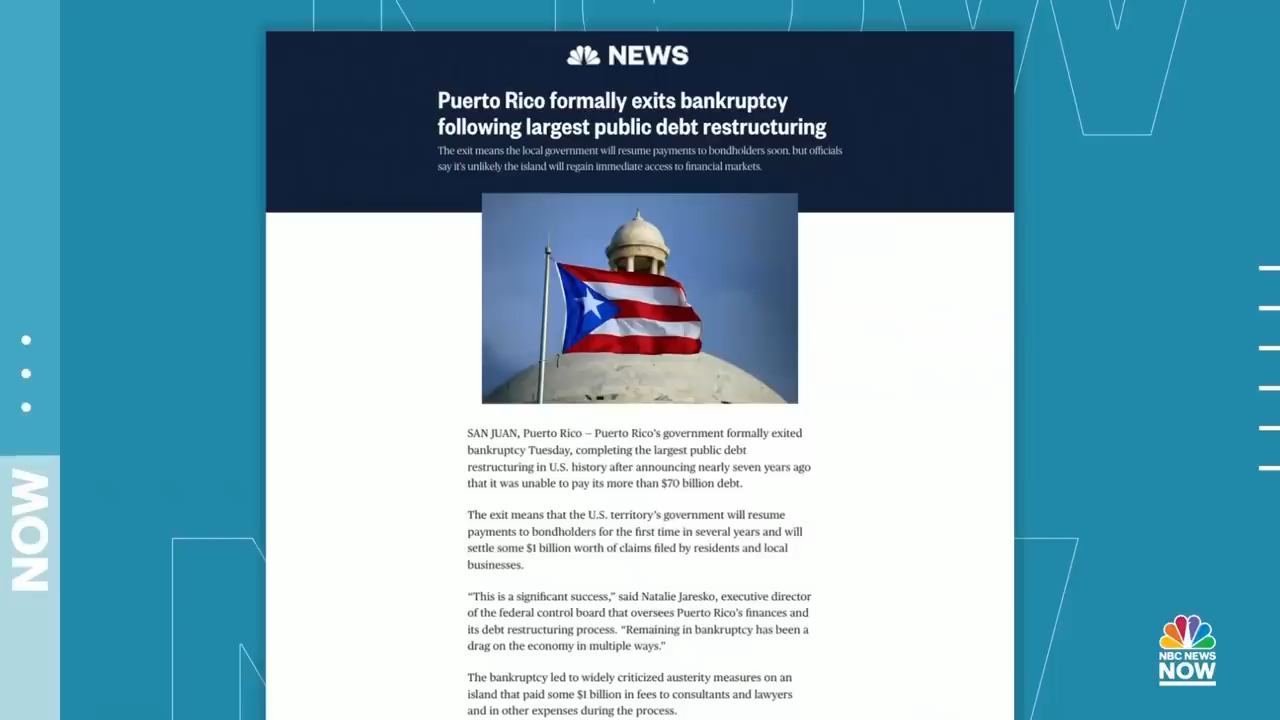 NEWS
Puerto Rico formally exits bankruptcy
following largest public debt restructuring
The exit means the local government will resume payments to bondholders soon, but officials
say it's unlikely the island will regain immediate access to financial markets.
SAN JUAN, Puerto Rico — Puerto Rico's government formally exited
bankruptcy Tuesday, completing the largest public debt
restructuring in U.S. history after announcing nearly seven years ago
that it was unable to pay its more than $70 billion debt.
The exit means that the U.S. territory's government will resume
payments to bondholders for the first time in several years and will
settle some $1 billion worth of claims filed by residents and local
businesses.
“This is a significant success,” said Natalie Jaresko, executive director
of the federal control board that oversees Puerto Rico's finances and
its debt restructuring process. “Remaining in bankruptcy has been a
drag on the economy in multiple ways.”
The bankruptcy led to widely criticized austerity measures on an
island that paid some $1 billion in fees to consultants and lawyers
and in other expenses during the process.
NOW
NBC NEWS
NOW